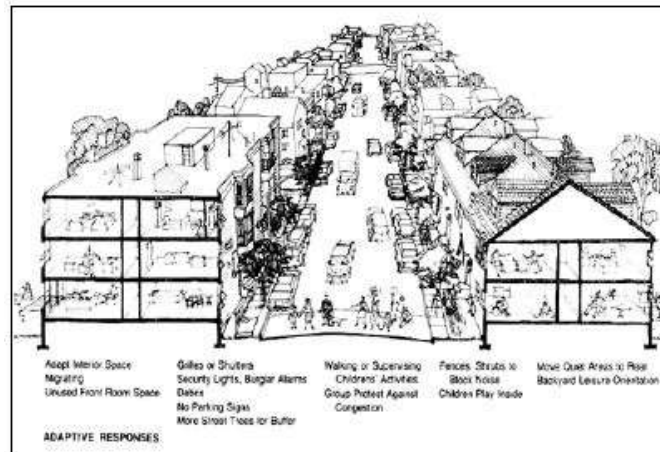 Adapt Interior Space
Migrating
Unused Front Room Space
Grilles or Shutters
Security Lights, Burglar Alarms
No Parking Signs
More Street Trees for Buffer
Walking or Supervising
Children's Activities
Group Protest Against
Congestion
Fences, Shrubs to
Block Noise
Children Play Inside
Move Quiet Areas to Rear
Backyard Leisure Orientation
ADAPTIVE RESPONSES